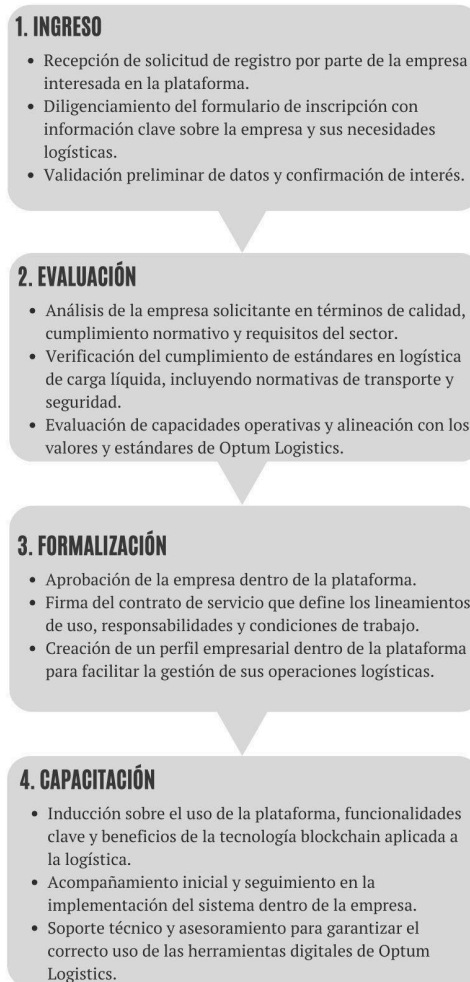 1. INGRESO
• Recepción de solicitud de registro por parte de la empresa
interesada en la plataforma.
• Diligenciamiento del formulario de inscripción con
información clave sobre la empresa y sus necesidades
logísticas.
• Validación preliminar de datos y confirmación de interés.
2. EVALUACIÓN
• Análisis de la empresa solicitante en términos de calidad,
cumplimiento normativo y requisitos del sector.
• Verificación del cumplimiento de estándares en logística
de carga líquida, incluyendo normativas de transporte y
seguridad.
• Evaluación de capacidades operativas y alineación con los
valores y estándares de Optum Logistics.
3. FORMALIZACIÓN
• Aprobación de la empresa dentro de la plataforma.
• Firma del contrato de servicio que define los lineamientos
de uso, responsabilidades y condiciones de trabajo.
• Creación de un perfil empresarial dentro de la plataforma
para facilitar la gestión de sus operaciones logísticas.
4. CAPACITACIÓN
• Inducción sobre el uso de la plataforma, funcionalidades
clave y beneficios de la tecnología blockchain aplicada a
la logística.
• Acompañamiento inicial y seguimiento en la
implementación del sistema dentro de la empresa.
• Soporte técnico y asesoramiento para garantizar el
correcto uso de las herramientas digitales de Optum
Logistics.